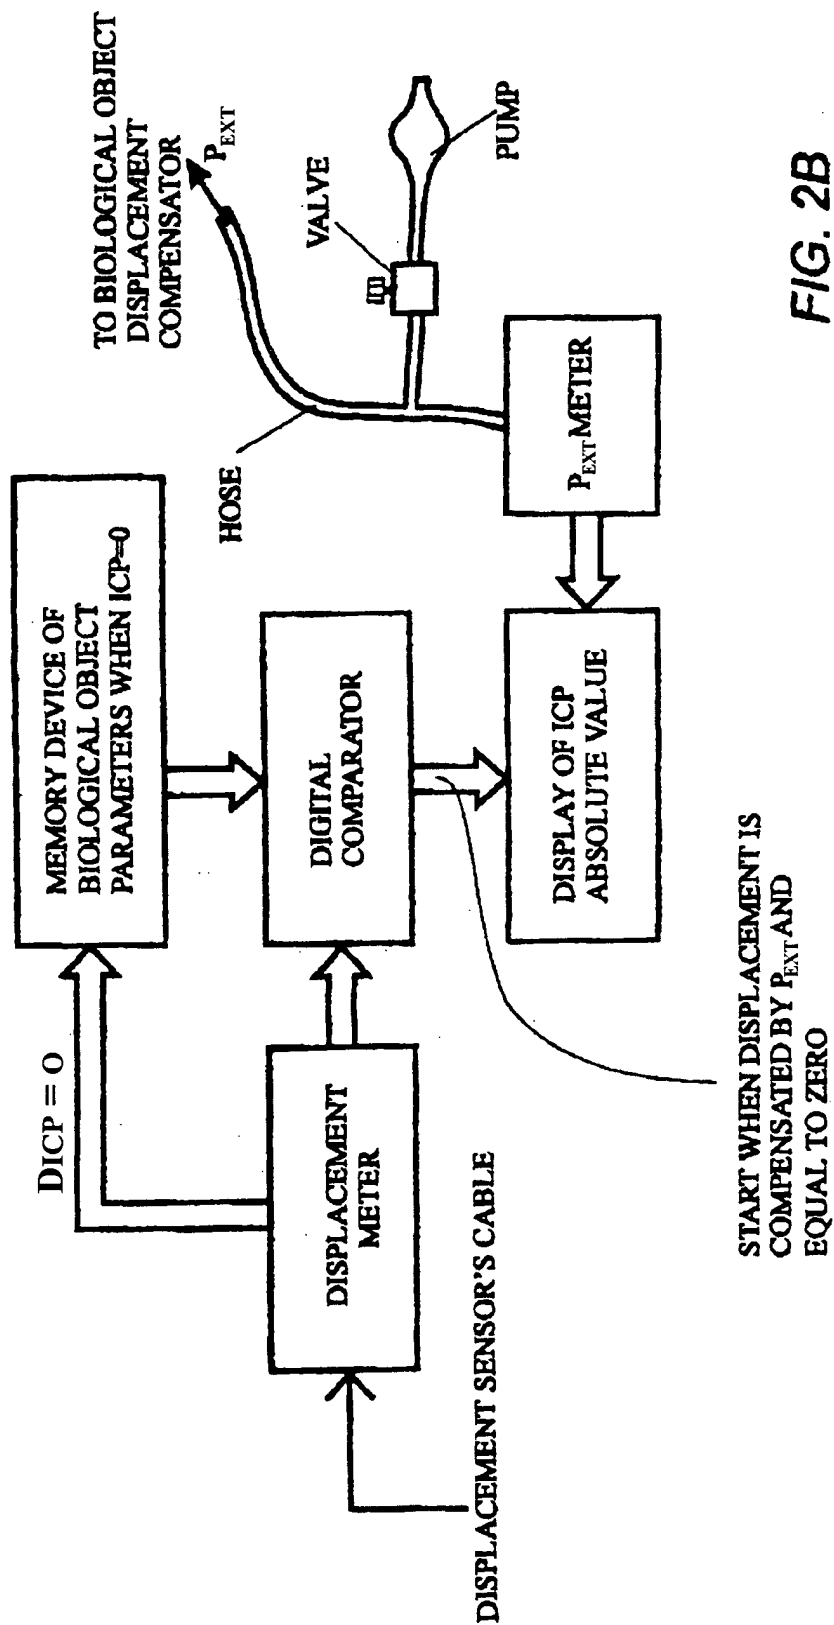 TO BIOLOGICAL OBJECT
DISPLACEMENT
COMPENSATOR
P_EXT
VALVE
PUMP
HOSE
P_EXT METER
MEMORY DEVICE OF
BIOLOGICAL OBJECT
PARAMETERS WHEN ICP=0
DICP = O
DIGITAL
COMPARATOR
DISPLACEMENT
METER
DISPLAY OF ICP
ABSOLUTE VALUE
DISPLACEMENT SENSOR'S CABLE
START WHEN DISPLACEMENT IS
COMPENSATED BY P_EXT AND
EQUAL TO ZERO
FIG. 2B